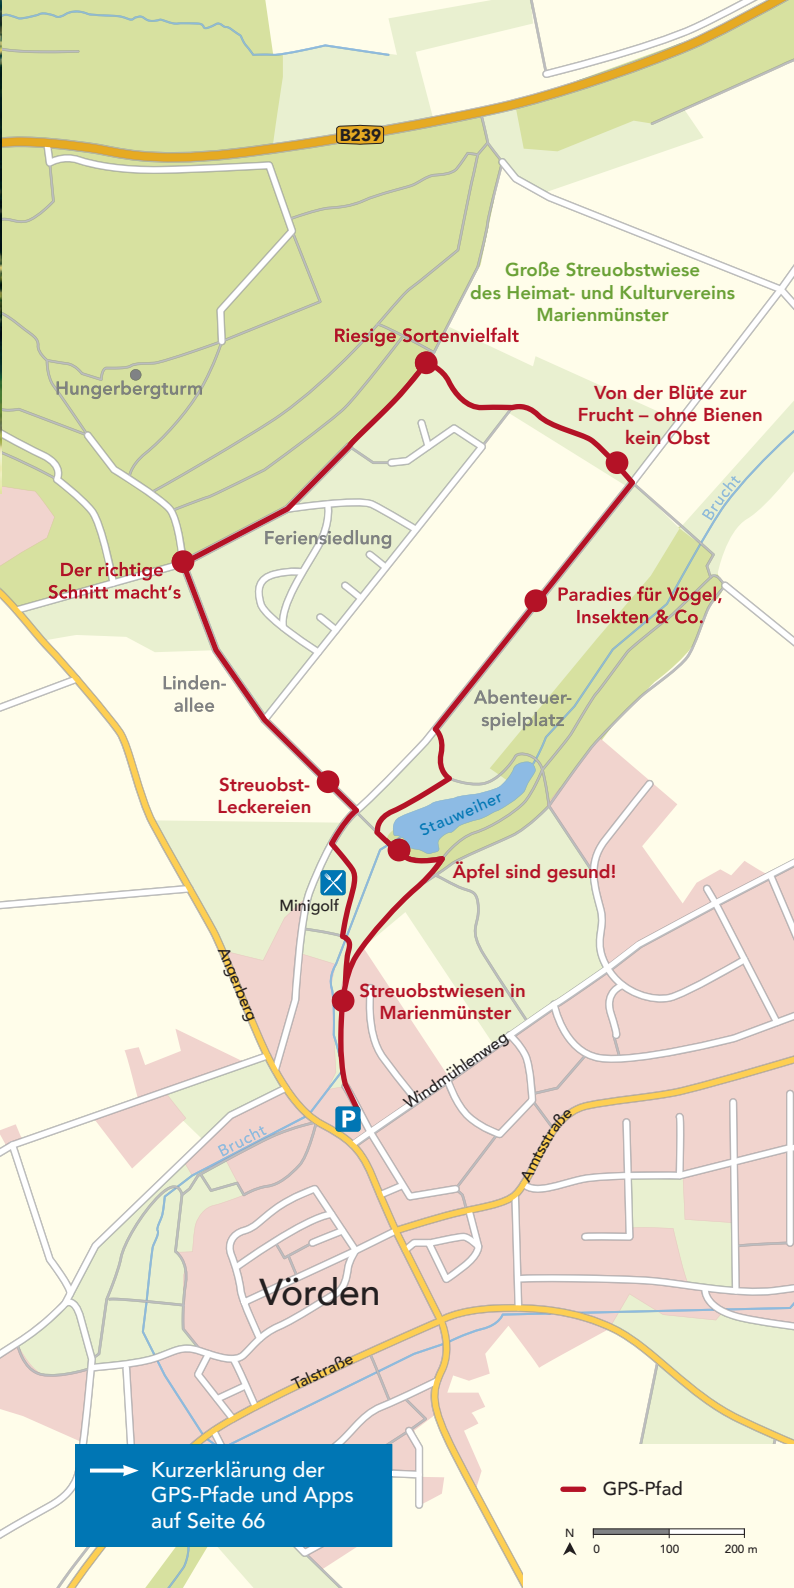 B239
Große Streuobstwiese
des Heimat- und Kulturvereins
Marienmünster
Riesige Sortenvielfalt
Hungerbergturm
Von der Blüte zur
Frucht – ohne Bienen
kein Obst
Brucht
Feriensiedlung
Der richtige
Schnitt macht‘s
Paradies für Vögel,
Insekten & Co.
Linden-
allee
Abenteuer-
spielplatz
Streuobst-
Leckereien
Stauweiher
Äpfel sind gesund!
Minigolf
Angerberg
Streuobstwiesen in
Marienmünster
Windmühlenweg
P
Brucht
Amtsstraße
Vörden
Talstraße
Kurzerklärung der
GPS-Pfade und Apps
auf Seite 66
GPS-Pfad
N
0 100 200 m